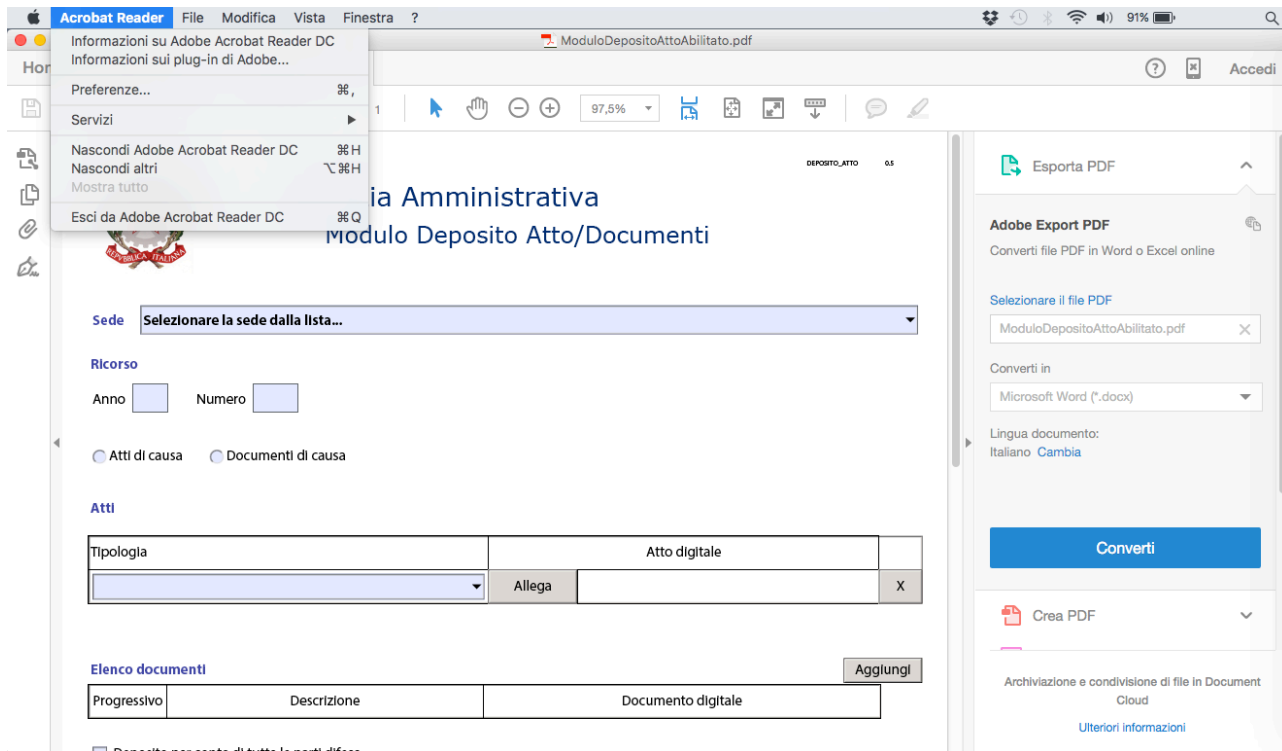 Acrobat Reader File Modifica Vista Finestra ? 91%
ModuloDepositoAttoAbilitato.pdf
Informazioni su Adobe Acrobat Reader DC
Informazioni sui plug-in di Adobe...
Preferenze... ⌘,
Servizi ▶
Nascondi Adobe Acrobat Reader DC ⌘H
Nascondi altri ⌥⌘H
Mostra tutto
Esci da Adobe Acrobat Reader DC ⌘Q
? Accedi
1 97,5%
DEPOSITO_ATTO 0.5
ia Amministrativa
Modulo Deposito Atto/Documenti
REPVBBLICA ITALIANA
Sede Selezionare la sede dalla lista...
Ricorso
Anno Numero
Atti di causa Documenti di causa
Atti
Tipologia Atto digitale
Allega X
Elenco documenti Aggiungi
Progressivo Descrizione Documento digitale
Esporta PDF
Adobe Export PDF
Converti file PDF in Word o Excel online
Selezionare il file PDF
ModuloDepositoAttoAbilitato.pdf
Converti in
Microsoft Word (*.docx)
Lingua documento:
Italiano Cambia
Converti
Crea PDF
Archiviazione e condivisione di file in Document
Cloud
Ulteriori informazioni